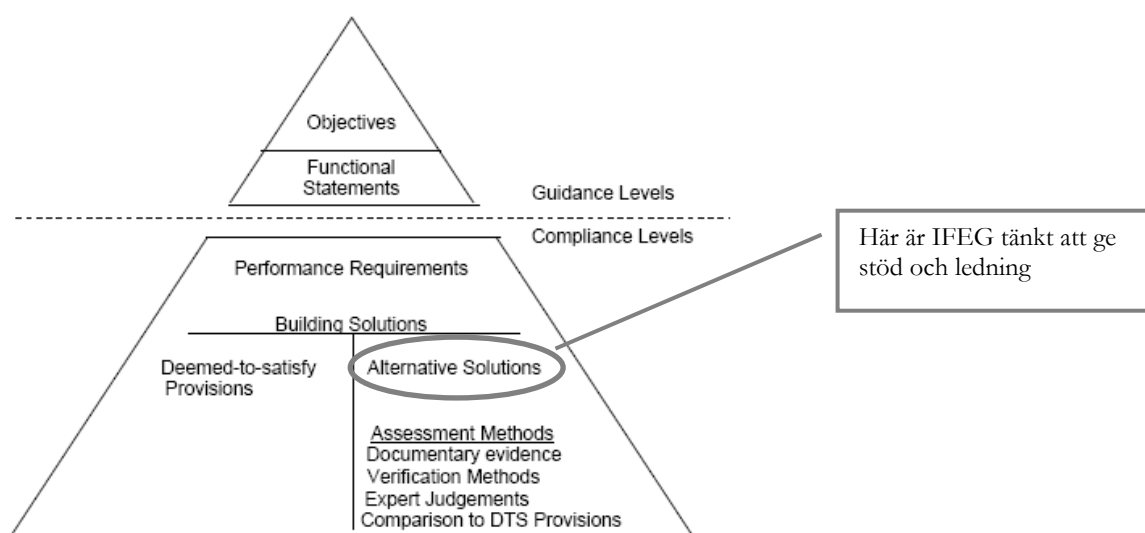 Objectives
Functional
Statements
Guidance Levels
Compliance Levels
Performance Requirements
Building Solutions
Deemed-to-satisfy
Provisions
Alternative Solutions
Assessment Methods
Documentary evidence
Verification Methods
Expert Judgements
Comparison to DTS Provisions
Här är IFEG tänkt att ge
stöd och ledning